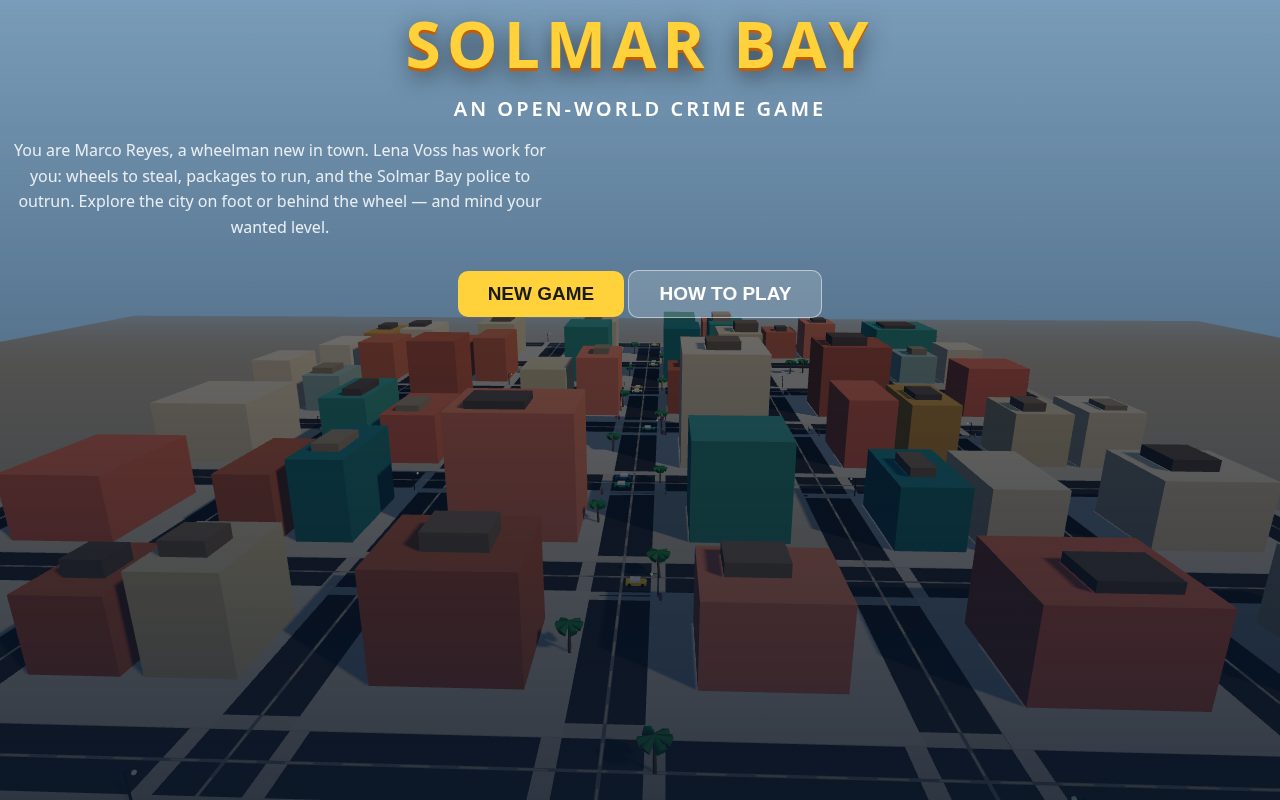 SOLMAR BAY
AN OPEN-WORLD CRIME GAME
You are Marco Reyes, a wheelman new in town. Lena Voss has work for
you: wheels to steal, packages to run, and the Solmar Bay police to
outrun. Explore the city on foot or behind the wheel — and mind your
wanted level.
NEW GAME
HOW TO PLAY